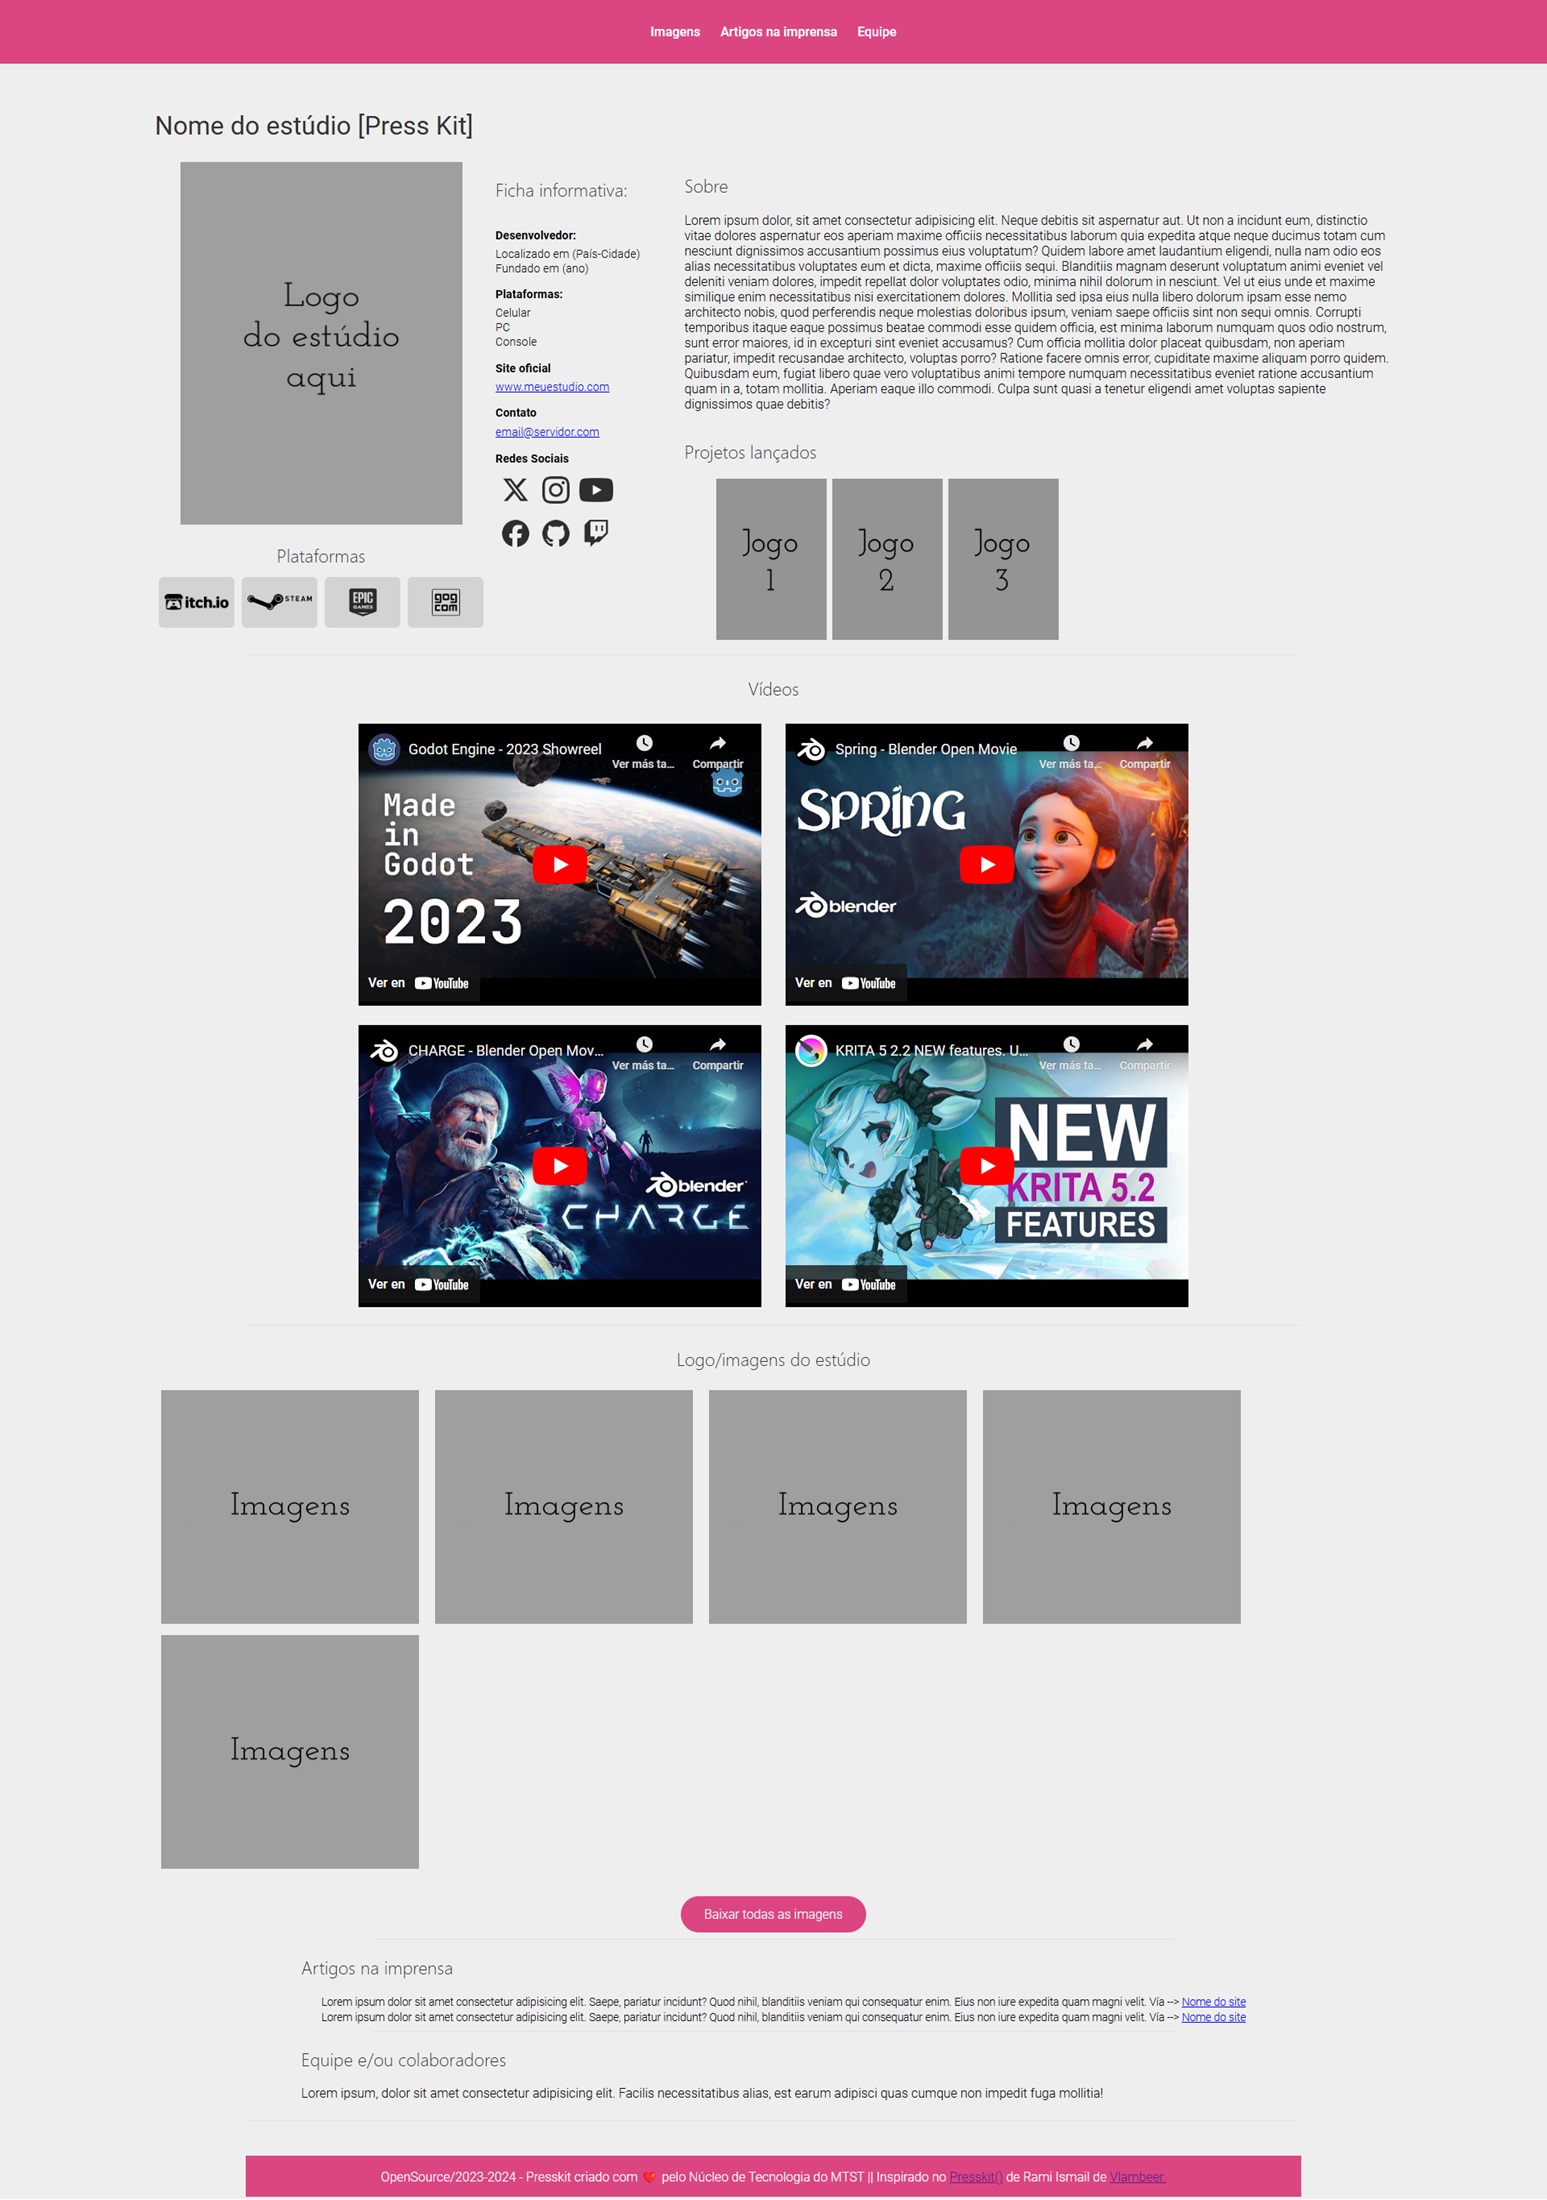 Imagens Artigos na imprensa Equipe
Nome do estúdio [Press Kit]
Logo
do estúdio
aqui
Plataformas
itch.io
STEAM
EPIC
GAMES
gog
com
Ficha informativa:
Desenvolvedor:
Localizado em (País-Cidade)
Fundado em (ano)
Plataformas:
Celular
PC
Console
Site oficial
www.meuestudio.com
Contato
email@servidor.com
Redes Sociais
Sobre
Lorem ipsum dolor, sit amet consectetur adipisicing elit. Neque debitis sit aspernatur aut. Ut non a incidunt eum, distinctio
vitae dolores aspernatur eos aperiam maxime officiis necessitatibus laborum quia expedita atque neque ducimus totam cum
nesciunt dignissimos accusantium possimus eius voluptatum? Quidem labore amet laudantium eligendi, nulla nam odio eos
alias necessitatibus voluptates eum et dicta, maxime officiis sequi. Blanditiis magnam deserunt voluptatum animi eveniet vel
deleniti veniam dolores, impedit repellat dolor voluptates odio, minima nihil dolorum in nesciunt. Vel ut eius unde et maxime
similique enim necessitatibus nisi exercitationem dolores. Mollitia sed ipsa eius nulla libero dolorum ipsam esse nemo
architecto nobis, quod perferendis neque molestias doloribus ipsum, veniam saepe officiis sint non sequi omnis. Corrupti
temporibus itaque eaque possimus beatae commodi esse quidem officia, est minima laborum numquam quos odio nostrum,
sunt error maiores, id in excepturi sint eveniet accusamus? Cum officia mollitia dolor placeat quibusdam, non aperiam
pariatur, impedit recusandae architecto, voluptas porro? Ratione facere omnis error, cupiditate maxime aliquam porro quidem.
Quibusdam eum, fugiat libero quae vero voluptatibus animi tempore numquam necessitatibus eveniet ratione accusantium
quam in a, totam mollitia. Aperiam eaque illo commodi. Culpa sunt quasi a tenetur eligendi amet voluptas sapiente
dignissimos quae debitis?
Projetos lançados
Jogo
1
Jogo
2
Jogo
3
Vídeos
Godot Engine - 2023 Showreel
Ver más ta... Compartir
Made
in
Godot
2023
Ver en YouTube
Spring - Blender Open Movie
Ver más ta... Compartir
SPRING
blender
Ver en YouTube
CHARGE - Blender Open Mov...
Ver más ta... Compartir
blender
CHARGE
Ver en YouTube
KRITA 5 2.2 NEW features. U...
Ver más ta... Compartir
NEW
KRITA 5.2
FEATURES
Ver en YouTube
Logo/imagens do estúdio
Imagens
Imagens
Imagens
Imagens
Imagens
Baixar todas as imagens
Artigos na imprensa
Lorem ipsum dolor sit amet consectetur adipisicing elit. Saepe, pariatur incidunt? Quod nihil, blanditiis veniam qui consequatur enim. Eius non iure expedita quam magni velit. Vía --> Nome do site
Lorem ipsum dolor sit amet consectetur adipisicing elit. Saepe, pariatur incidunt? Quod nihil, blanditiis veniam qui consequatur enim. Eius non iure expedita quam magni velit. Vía --> Nome do site
Equipe e/ou colaboradores
Lorem ipsum, dolor sit amet consectetur adipisicing elit. Facilis necessitatibus alias, est earum adipisci quas cumque non impedit fuga mollitia!
OpenSource/2023-2024 - Presskit criado com ❤️ pelo Núcleo de Tecnologia do MTST || Inspirado no Presskit() de Rami Ismail de Vlambeer.